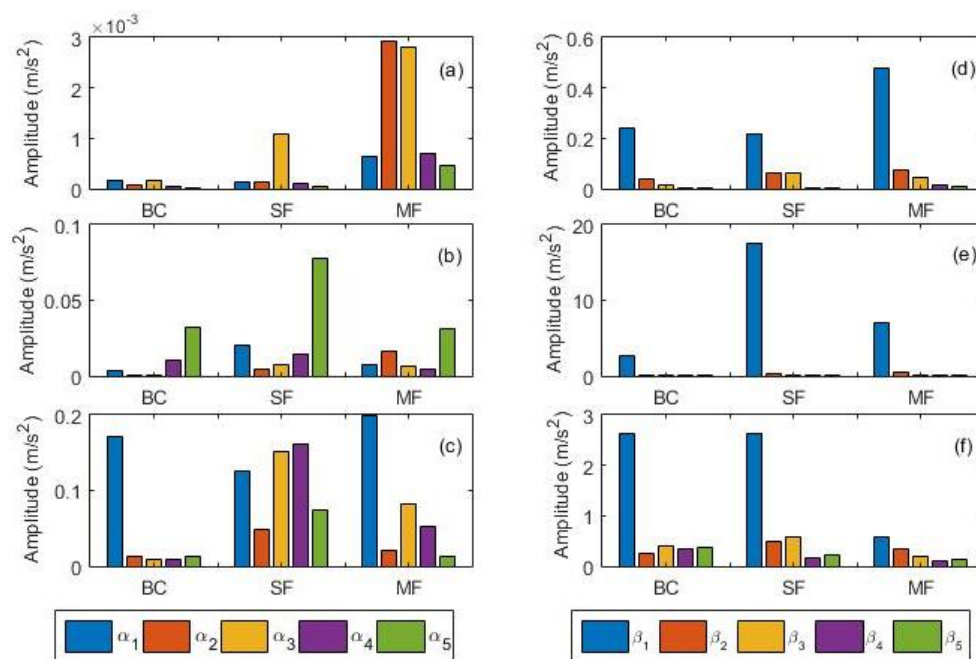 ×10⁻³
Amplitude (m/s²)
3
2
1
0
(a)
BC SF MF
Amplitude (m/s²)
0.1
0.05
0
(b)
BC SF MF
Amplitude (m/s²)
0.2
0.1
0
(c)
BC SF MF
α₁ α₂ α₃ α₄ α₅
Amplitude (m/s²)
0.6
0.4
0.2
0
(d)
BC SF MF
Amplitude (m/s²)
20
10
0
(e)
BC SF MF
Amplitude (m/s²)
3
2
1
0
(f)
BC SF MF
β₁ β₂ β₃ β₄ β₅